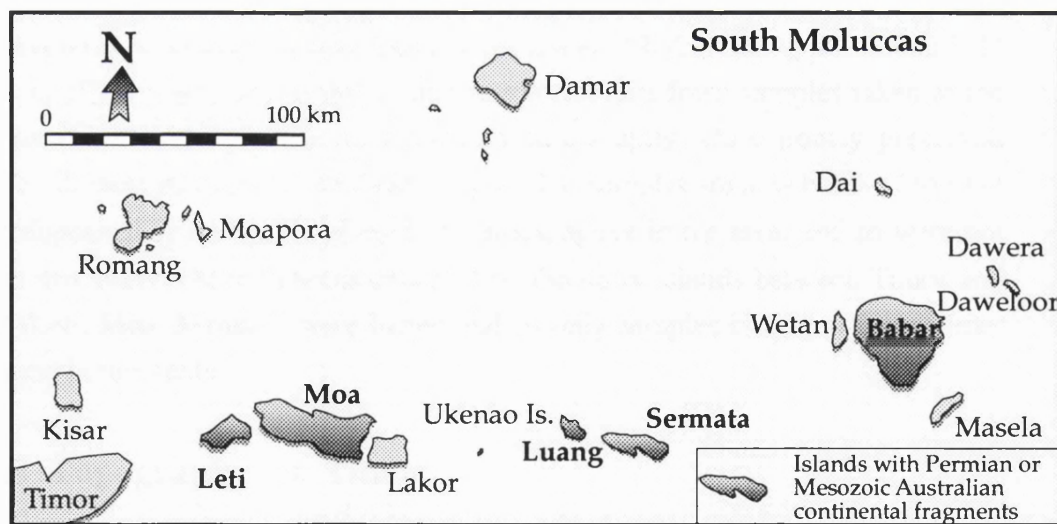 South Moluccas
N
0 100 km
Damar
Dai
Moapora
Romang
Dawera
Daweloor
Wetan
Babar
Masela
Kisar
Moa
Ukenao Is.
Sermata
Luang
Leti
Lakor
Timor
Islands with Permian or
Mesozoic Australian
continental fragments